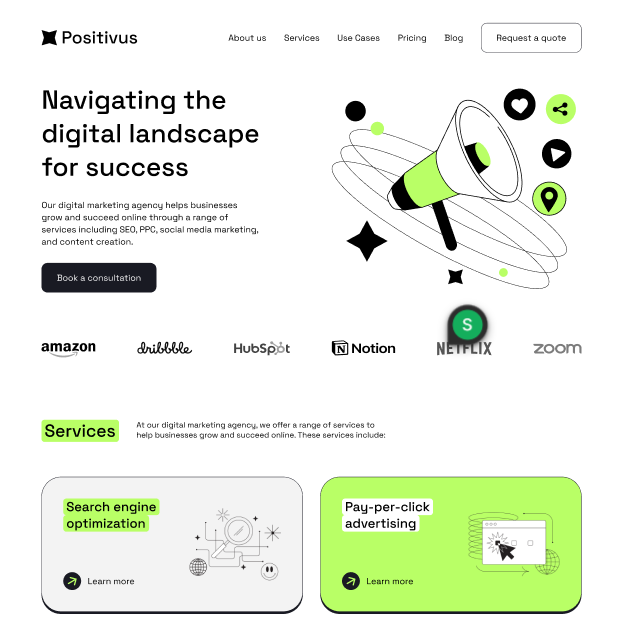 Positivus
About us Services Use Cases Pricing Blog Request a quote
Navigating the
digital landscape
for success
Our digital marketing agency helps businesses
grow and succeed online through a range of
services including SEO, PPC, social media marketing,
and content creation.
Book a consultation
S
amazon dribbble HubSpot Notion NETFLIX zoom
Services
At our digital marketing agency, we offer a range of services to
help businesses grow and succeed online. These services include:
Search engine
optimization
Learn more
Pay-per-click
advertising
Learn more